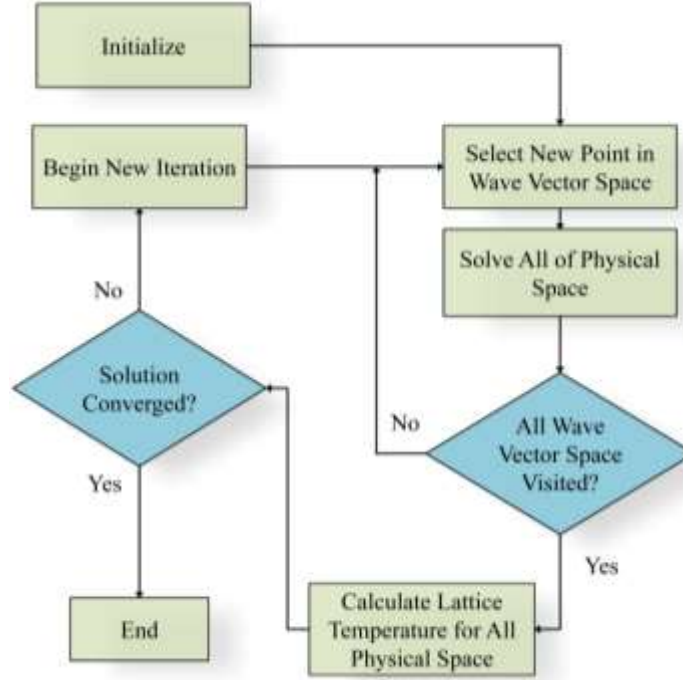 Initialize
Begin New Iteration
Select New Point in
Wave Vector Space
Solve All of Physical
Space
No
Solution
Converged?
No
All Wave
Vector Space
Visited?
Yes
Yes
End
Calculate Lattice
Temperature for All
Physical Space